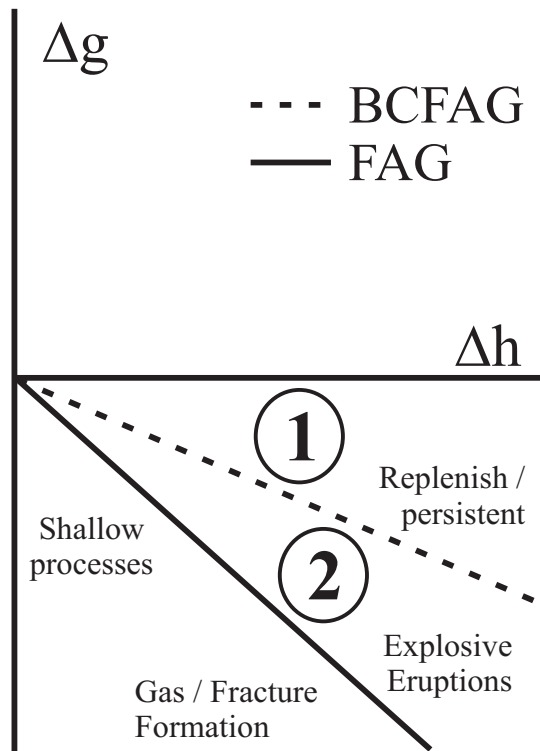 Δg
BCFAG
FAG
Δh
1
Replenish /
persistent
Shallow
processes
2
Explosive
Eruptions
Gas / Fracture
Formation